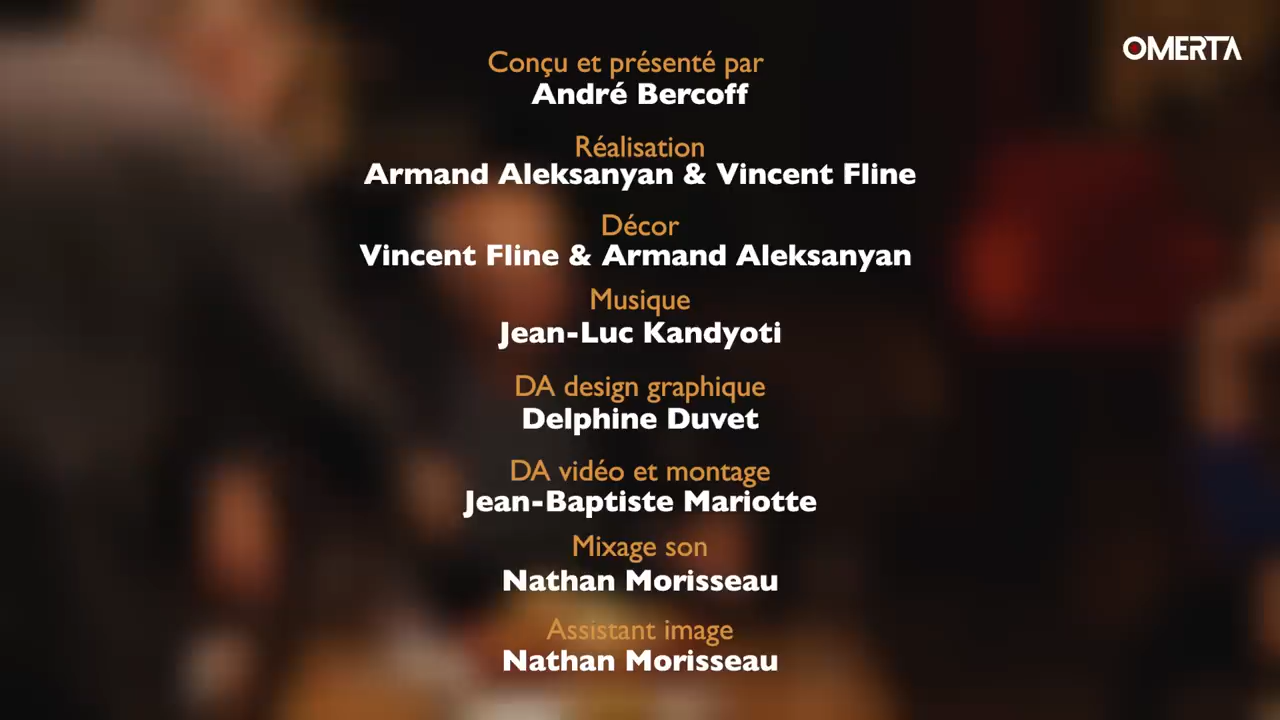 OMERTA
Conçu et présenté par
André Bercoff
Réalisation
Armand Aleksanyan & Vincent Fline
Décor
Vincent Fline & Armand Aleksanyan
Musique
Jean-Luc Kandyoti
DA design graphique
Delphine Duvet
DA vidéo et montage
Jean-Baptiste Mariotte
Mixage son
Nathan Morisseau
Assistant image
Nathan Morisseau